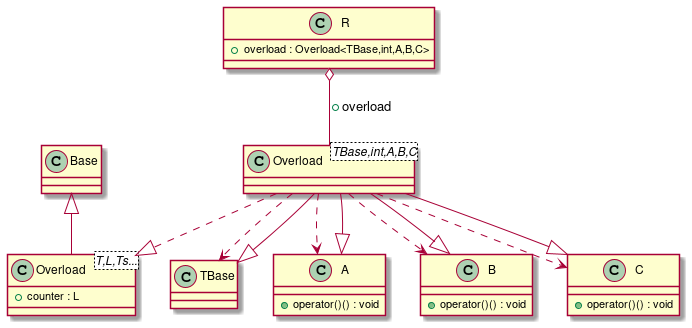 C R
overload : Overload<TBase,int,A,B,C>
overload
C Base
C Overload
TBase,int,A,B,C
C Overload
T,L,Ts...
counter : L
C TBase
C A
operator()() : void
C B
operator()() : void
C C
operator()() : void